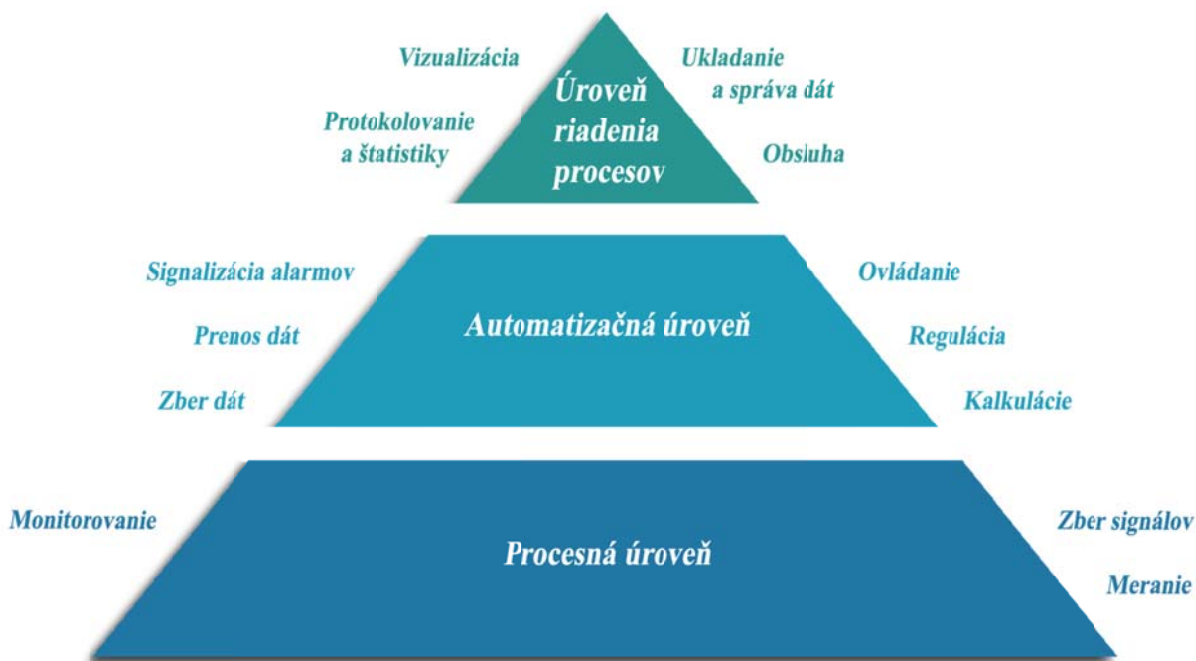 Vizualizácia
Protokolovanie
a štatistiky
Úroveň
riadenia
procesov
Ukladanie
a správa dát
Obsluha
Signalizácia alarmov
Prenos dát
Zber dát
Automatizačná úroveň
Ovládanie
Regulácia
Kalkulácie
Monitorovanie
Procesná úroveň
Zber signálov
Meranie